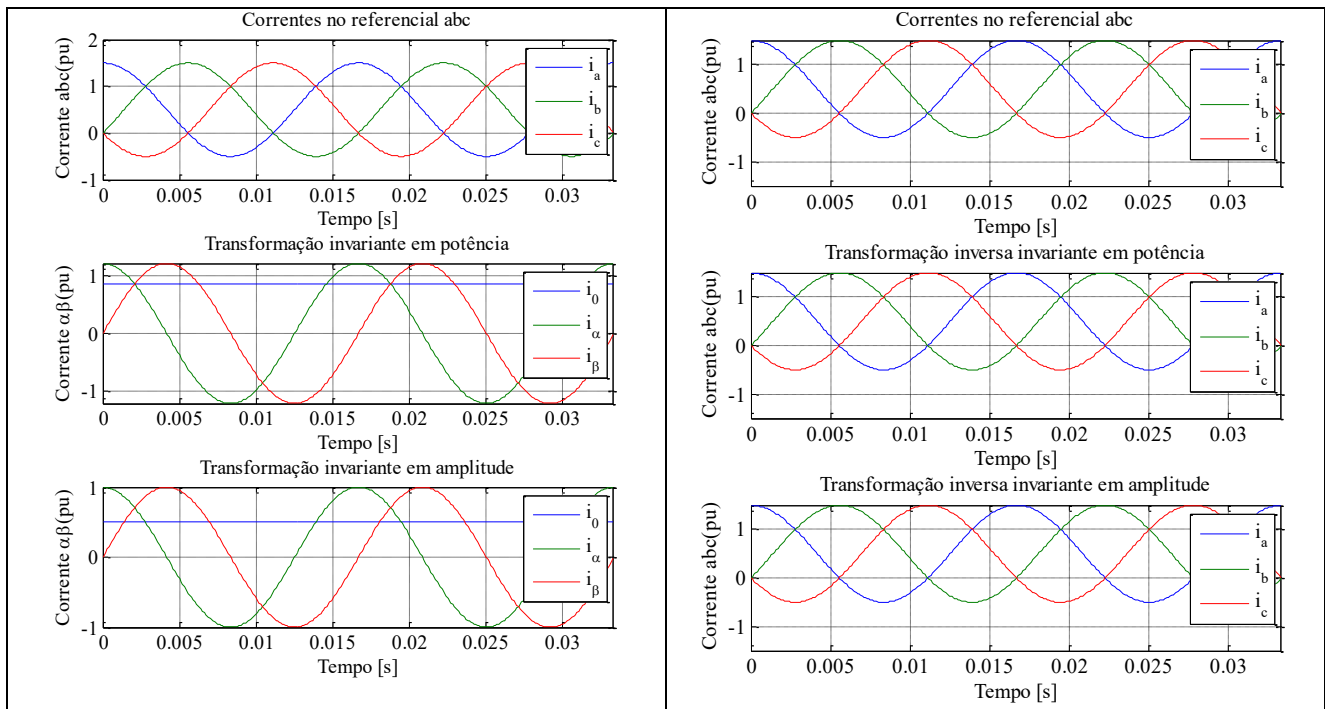 Correntes no referencial abc
Corrente abc(pu)
2
1
0
-1
i_a
i_b
i_c
0 0.005 0.01 0.015 0.02 0.025 0.03
Tempo [s]
Transformação invariante em potência
Corrente αβ(pu)
1
0
-1
i_0
i_α
i_β
0 0.005 0.01 0.015 0.02 0.025 0.03
Tempo [s]
Transformação invariante em amplitude
Corrente αβ(pu)
1
0
-1
i_0
i_α
i_β
0 0.005 0.01 0.015 0.02 0.025 0.03
Tempo [s]
Correntes no referencial abc
Corrente abc(pu)
1
0
-1
i_a
i_b
i_c
0 0.005 0.01 0.015 0.02 0.025 0.03
Tempo [s]
Transformação inversa invariante em potência
Corrente abc(pu)
1
0
-1
i_a
i_b
i_c
0 0.005 0.01 0.015 0.02 0.025 0.03
Tempo [s]
Transformação inversa invariante em amplitude
Corrente abc(pu)
1
0
-1
i_a
i_b
i_c
0 0.005 0.01 0.015 0.02 0.025 0.03
Tempo [s]